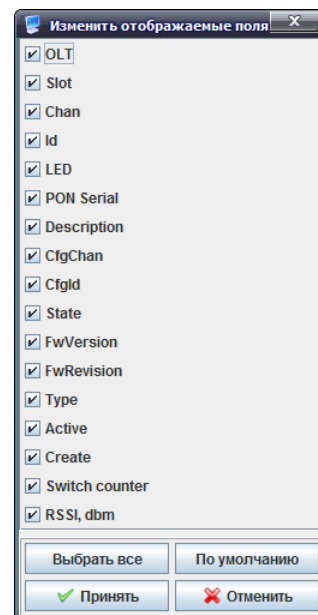 Изменить отображаемые поля
OLT
Slot
Chan
Id
LED
PON Serial
Description
CfgChan
CfgId
State
FwVersion
FwRevision
Type
Active
Create
Switch counter
RSSI, dbm
Выбрать все
По умолчанию
Принять
Отменить